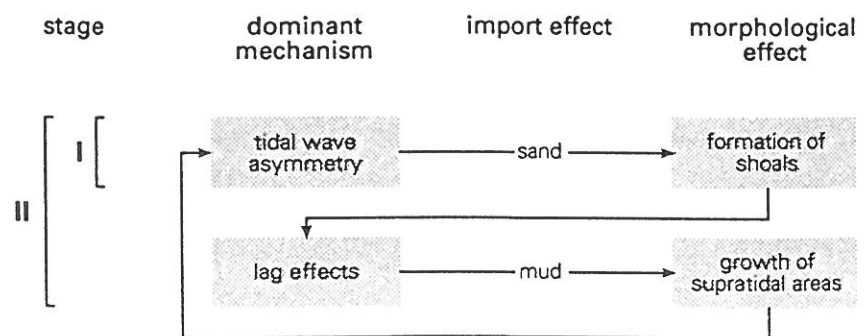 stage
dominant
mechanism
import effect
morphological
effect
I
II
tidal wave
asymmetry
sand
formation of
shoals
lag effects
mud
growth of
supratidal areas